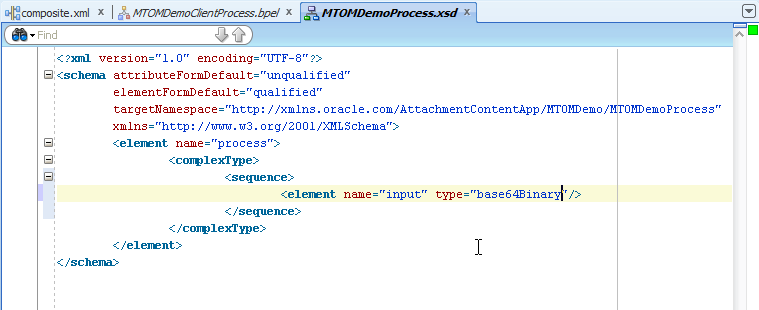 composite.xml MTOMDemoClientProcess.bpel MTOMDemoProcess.xsd
Find
<?xml version="1.0" encoding="UTF-8"?>
<schema attributeFormDefault="unqualified"
elementFormDefault="qualified"
targetNamespace="http://xmlns.oracle.com/AttachmentContentApp/MTOMDemo/MTOMDemoProcess"
xmlns="http://www.w3.org/2001/XMLSchema">
<element name="process">
<complexType>
<sequence>
<element name="input" type="base64Binary"/>
</sequence>
</complexType>
</element>
</schema>